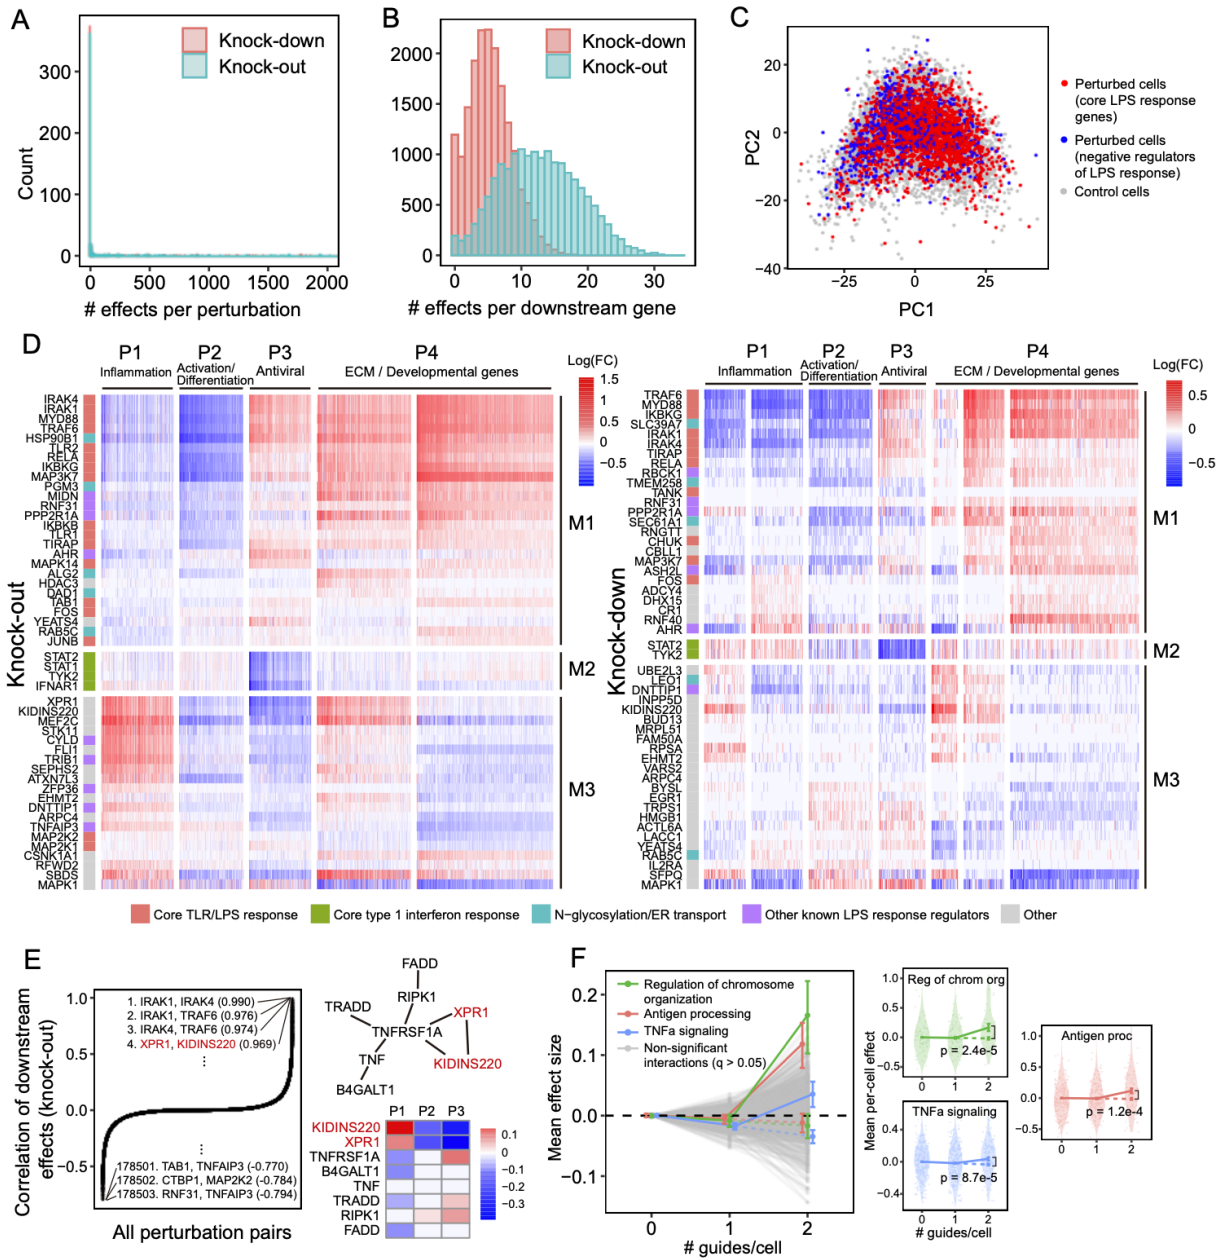 A
Knock-down
Knock-out
300
200
100
0
Count
0
500
1000
1500
2000
# effects per perturbation
B
Knock-down
Knock-out
2000
1500
1000
500
0
0
10
20
30
# effects per downstream gene
C
20
0
−20
−40
PC2
−25
0
25
PC1
Perturbed cells
(core LPS response
genes)
Perturbed cells
(negative regulators
of LPS response)
Control cells
D
P1
P2
P3
P4
Inflammation
Activation/
Differentiation
Antiviral
ECM / Developmental genes
Log(FC)
1.5
1
0.5
0
−0.5
Knock-out
IRAK4
IRAK1
MYD88
TRAF6
HSP90B1
TLR2
RELA
IKBKG
MAP3K7
PGM3
MIDN
RNF31
PPP2R1A
IKBKB
TLR1
TIRAP
AHR
MAPK14
ALG2
HDAC3
DAD1
TAB1
FOS
YEATS4
RAB5C
JUNB
M1
STAT2
STAT1
TYK2
IFNAR1
M2
XPR1
KIDINS220
MEF2C
STK11
CYLD
FLI1
TRIB1
SEPHS2
ATXN7L3
ZFP36
EHMT2
DNTTIP1
ARPC4
TNFAIP3
MAP2K2
MAP2K1
CSNK1A1
RFWD2
SBDS
MAPK1
M3
P1
P2
P3
P4
Inflammation
Activation/
Differentiation
Antiviral
ECM / Developmental genes
Log(FC)
0.5
0
−0.5
Knock-down
TRAF6
MYD88
IKBKG
SLC39A7
IRAK1
IRAK4
TIRAP
RELA
RBCK1
TMEM258
TANK
RNF31
PPP2R1A
SEC61A1
RNGTT
CHUK
CBLL1
MAP3K7
ASH2L
FOS
ADCY4
DHX15
CR1
RNF40
AHR
M1
STAT2
TYK2
M2
UBE2L3
LEO1
DNTTIP1
INPP5D
KIDINS220
BUD13
MRPL51
FAM50A
RPSA
EHMT2
VARS2
ARPC4
BYSL
EGR1
TRPS1
HMGB1
ACTL6A
LACC1
YEATS4
RAB5C
IL2RA
SFPQ
MAPK1
M3
Core TLR/LPS response
Core type 1 interferon response
N−glycosylation/ER transport
Other known LPS response regulators
Other
E
Correlation of downstream
effects (knock-out)
1.0
0.5
0.0
−0.5
1. IRAK1, IRAK4 (0.990)
2. IRAK1, TRAF6 (0.976)
3. IRAK4, TRAF6 (0.974)
4. XPR1, KIDINS220 (0.969)
⋮
⋮
178501. TAB1, TNFAIP3 (-0.770)
178502. CTBP1, MAP2K2 (-0.784)
178503. RNF31, TNFAIP3 (-0.794)
All perturbation pairs
FADD
RIPK1
TRADD
XPR1
TNFRSF1A
TNF
KIDINS220
B4GALT1
P1
P2
P3
KIDINS220
XPR1
TNFRSF1A
B4GALT1
TNF
TRADD
RIPK1
FADD
0.1
0
−0.1
−0.2
−0.3
F
Regulation of chromosome
organization
Antigen processing
TNFa signaling
Non−significant
interactions (q > 0.05)
Mean effect size
0.2
0.1
0.0
−0.1
0
1
2
# guides/cell
Mean per-cell effect
Reg of chrom org
0.5
0.0
−0.5
p = 2.4e-5
0
1
2
TNFa signaling
0.4
0.0
−0.4
p = 8.7e-5
0
1
2
# guides/cell
Antigen proc
1.0
0.5
0.0
−0.5
p = 1.2e-4
0
1
2